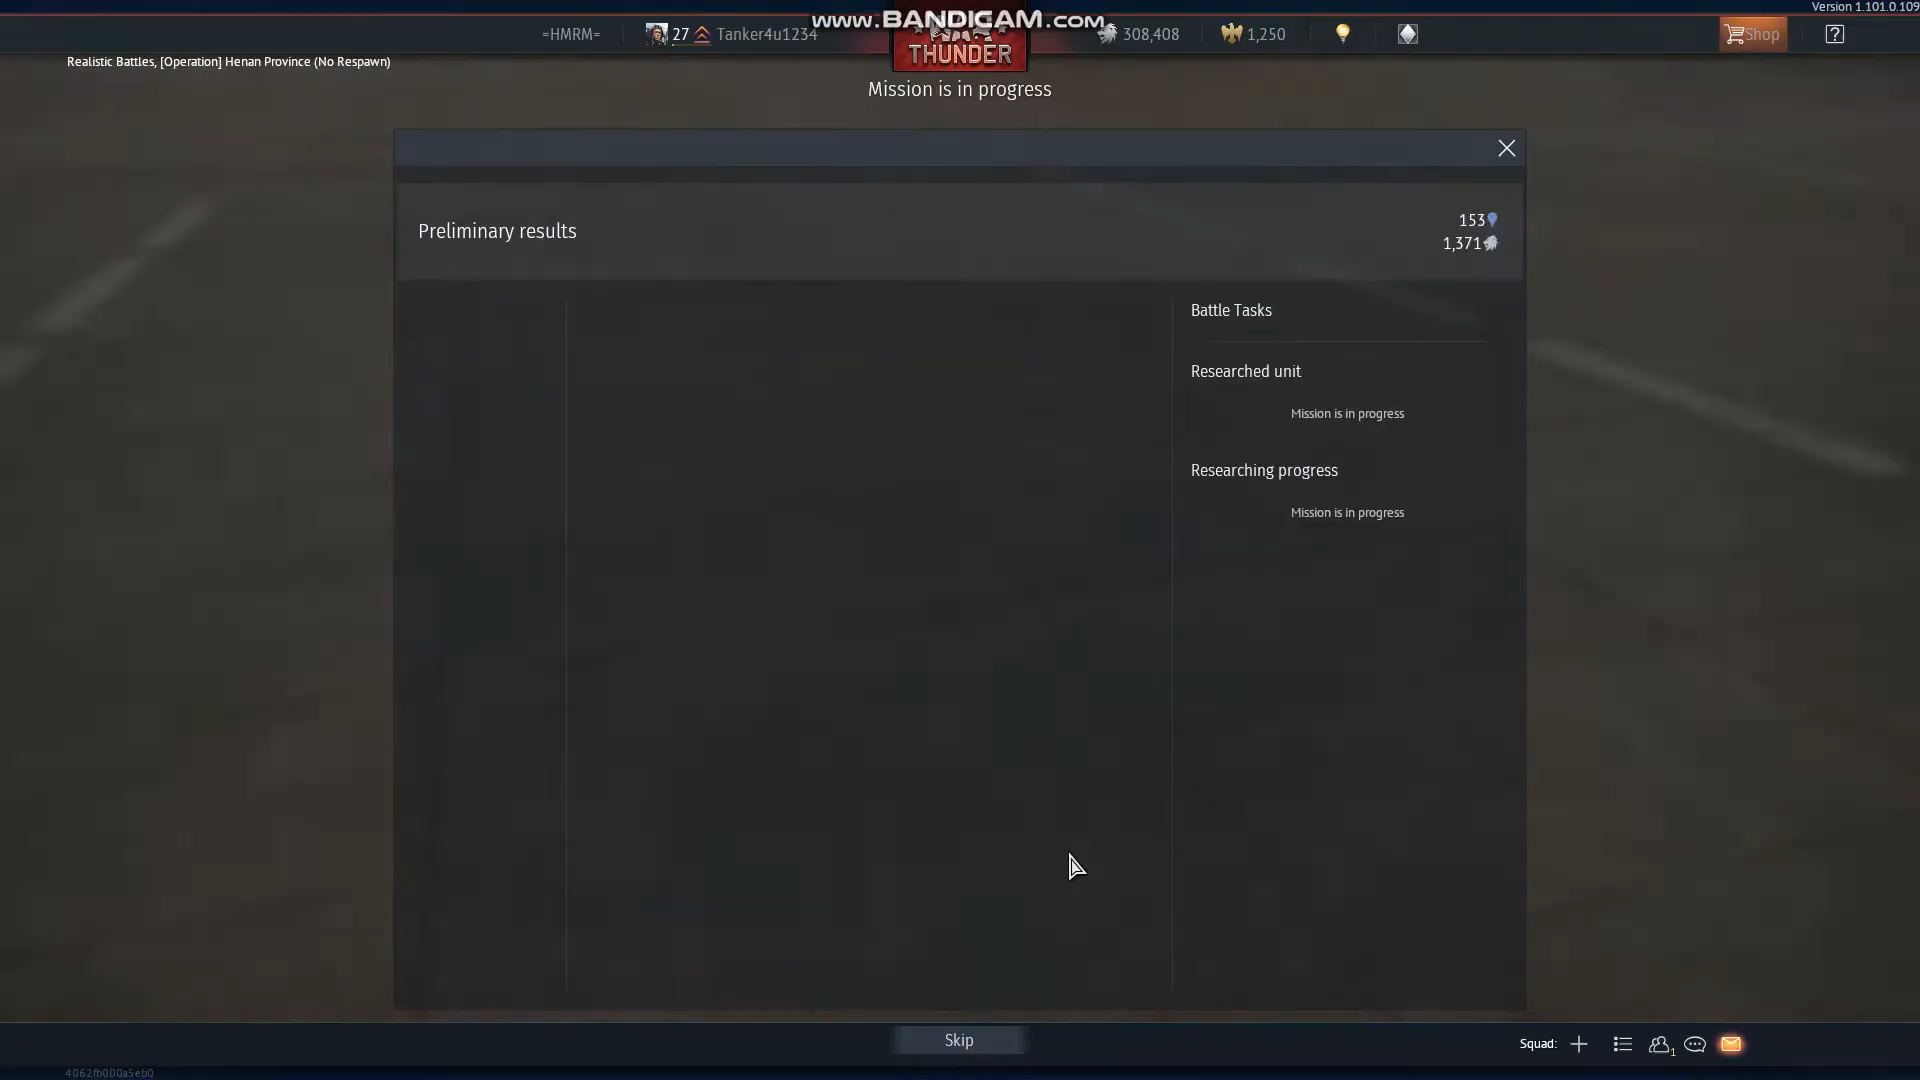 Version 1.101.0.109
www.BANDICAM.com
=HMRM=
27 Tanker4u1234
WAR
THUNDER
308,408
1,250
Shop
?
Realistic Battles, [Operation] Henan Province (No Respawn)
Mission is in progress
Preliminary results
153
1,371
Battle Tasks
Researched unit
Mission is in progress
Researching progress
Mission is in progress
Skip
Squad:
1
4062fb000a5eb0